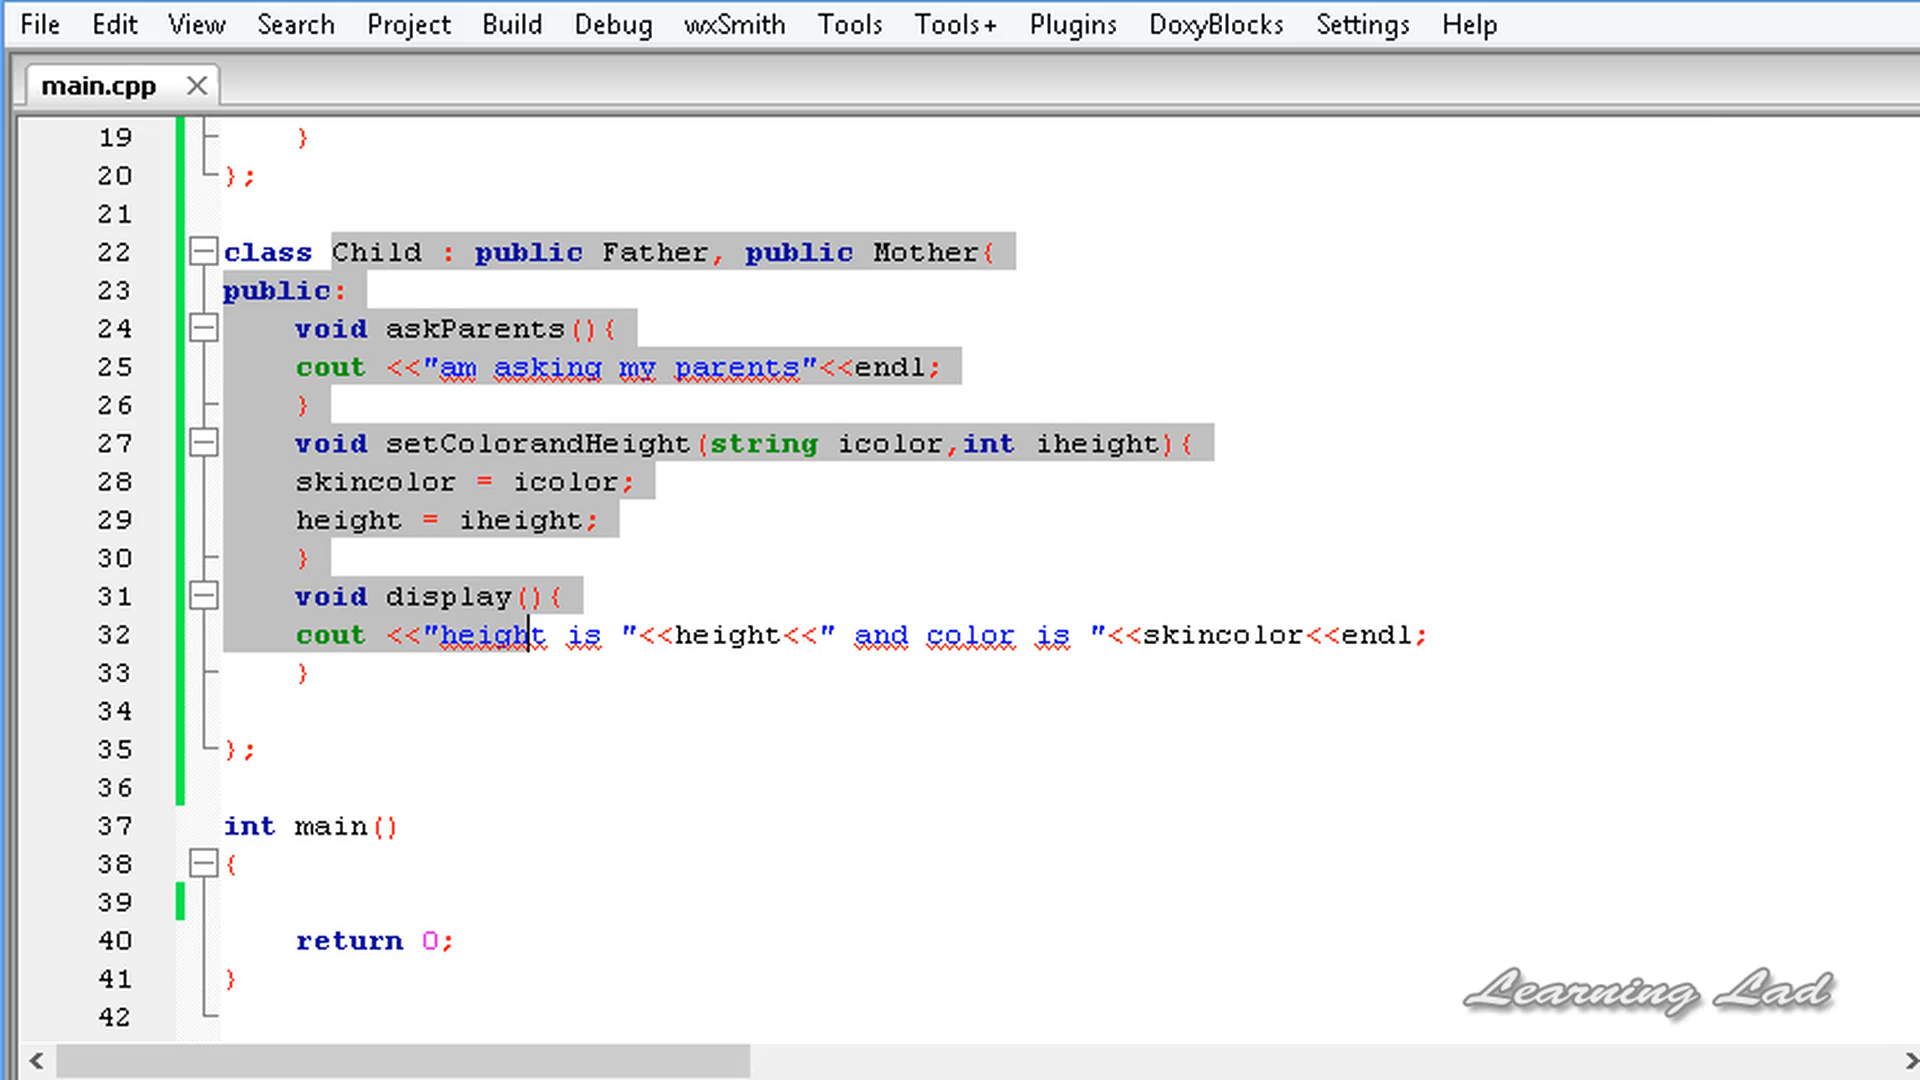 File Edit View Search Project Build Debug wxSmith Tools Tools+ Plugins DoxyBlocks Settings Help
main.cpp
19 }
20 };
21
22 class Child : public Father, public Mother{
23 public:
24 void askParents(){
25 cout <<"am asking my parents"<<endl;
26 }
27 void setColorandHeight(string icolor,int iheight){
28 skincolor = icolor;
29 height = iheight;
30 }
31 void display(){
32 cout <<"height is "<<height<<" and color is "<<skincolor<<endl;
33 }
34
35 };
36
37 int main()
38 {
39
40 return 0;
41 }
42
Learning Lad